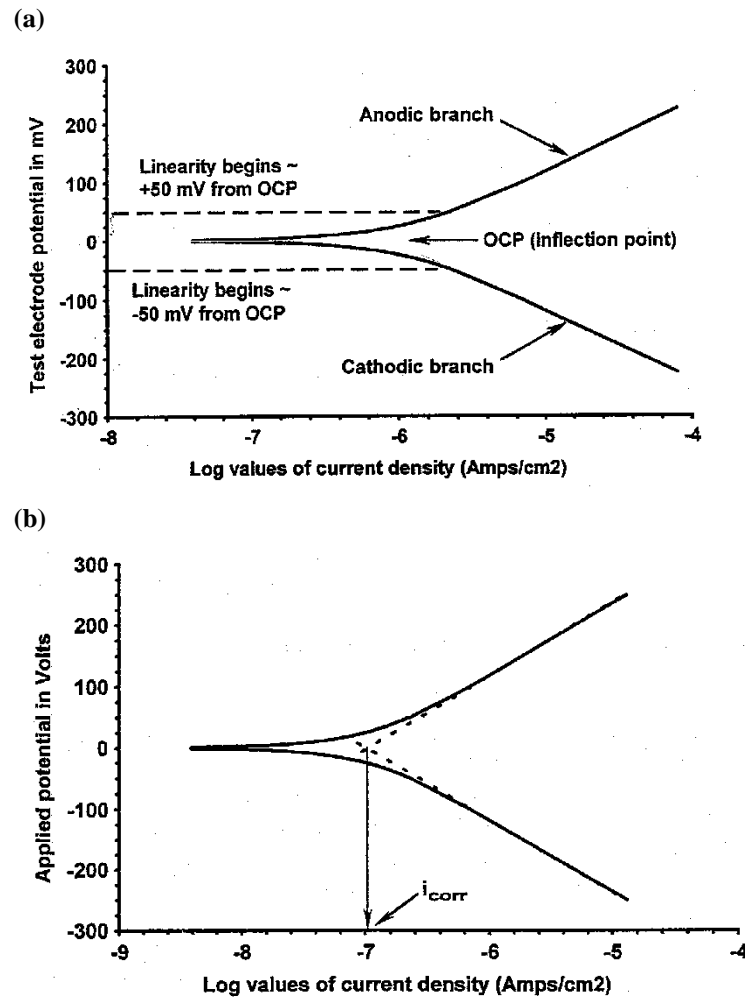 (a)
300
200
100
0
-100
-200
-300
Test electrode potential in mV
Anodic branch
Linearity begins ~
+50 mV from OCP
OCP (inflection point)
Linearity begins ~
-50 mV from OCP
Cathodic branch
-8
-7
-6
-5
-4
Log values of current density (Amps/cm2)
(b)
300
200
100
0
-100
-200
-300
Applied potential in Volts
icorr
-9
-8
-7
-6
-5
-4
Log values of current density (Amps/cm2)